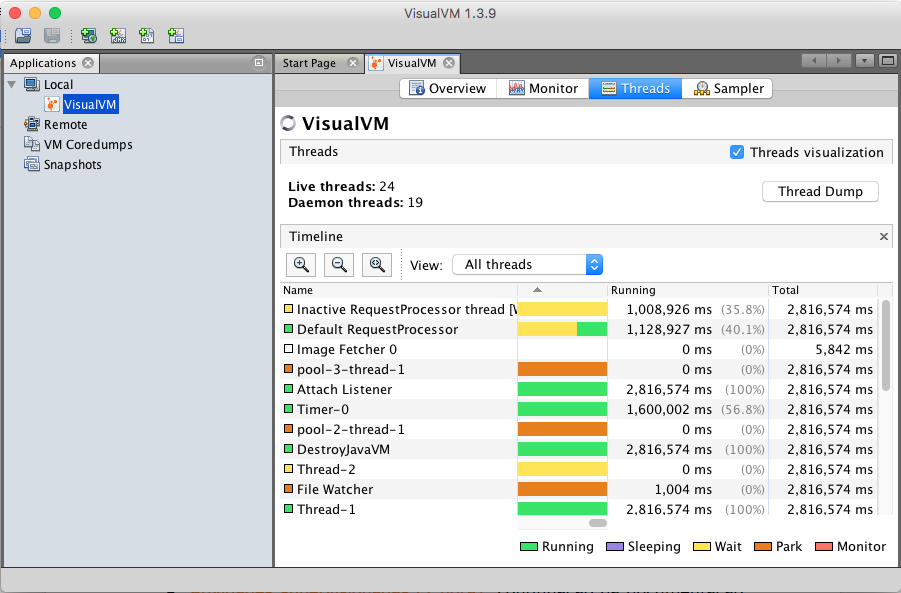 VisualVM 1.3.9
Applications
Start Page
VisualVM
Local
VisualVM
Remote
VM Coredumps
Snapshots
Overview
Monitor
Threads
Sampler
VisualVM
Threads
Threads visualization
Live threads: 24
Daemon threads: 19
Thread Dump
Timeline
View: All threads
Name Running Total
Inactive RequestProcessor thread [ 1,008,926 ms (35.8%) 2,816,574 ms
Default RequestProcessor 1,128,927 ms (40.1%) 2,816,574 ms
Image Fetcher 0 0 ms (0%) 5,842 ms
pool-3-thread-1 0 ms (0%) 2,816,574 ms
Attach Listener 2,816,574 ms (100%) 2,816,574 ms
Timer-0 1,600,002 ms (56.8%) 2,816,574 ms
pool-2-thread-1 0 ms (0%) 2,816,574 ms
DestroyJavaVM 2,816,574 ms (100%) 2,816,574 ms
Thread-2 0 ms (0%) 2,816,574 ms
File Watcher 1,004 ms (0%) 2,816,574 ms
Thread-1 2,816,574 ms (100%) 2,816,574 ms
Running Sleeping Wait Park Monitor